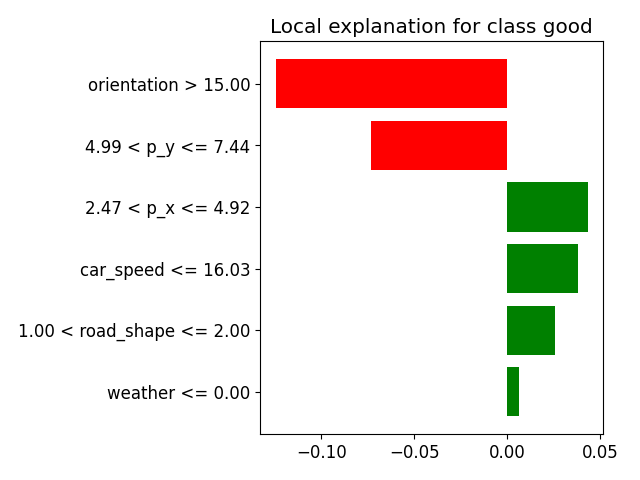 Local explanation for class good
orientation > 15.00
4.99 < p_y <= 7.44
2.47 < p_x <= 4.92
car_speed <= 16.03
1.00 < road_shape <= 2.00
weather <= 0.00
−0.10 −0.05 0.00 0.05